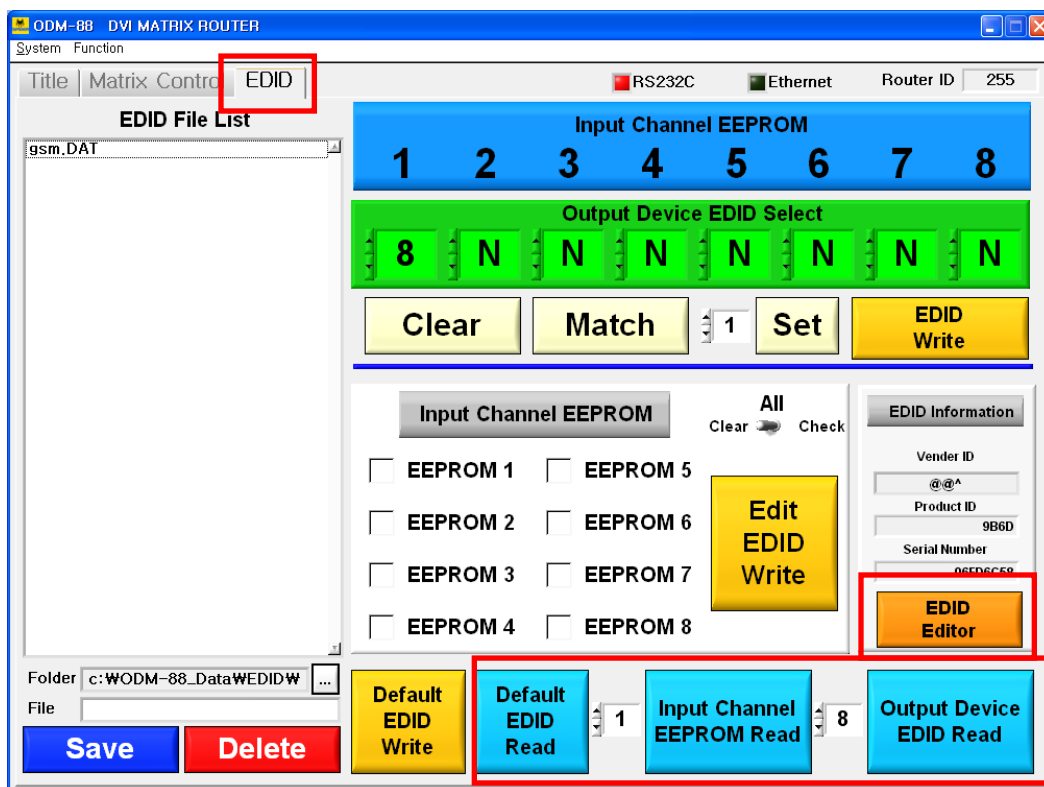 ODM-88 DVI MATRIX ROUTER
System Function
Title Matrix Contro EDID RS232C Ethernet Router ID 255
EDID File List
gsm.DAT
Input Channel EEPROM
1 2 3 4 5 6 7 8
Output Device EDID Select
8 N N N N N N N
Clear Match 1 Set EDID Write
Input Channel EEPROM
All
Clear Check
EEPROM 1 EEPROM 5
EEPROM 2 EEPROM 6
EEPROM 3 EEPROM 7
EEPROM 4 EEPROM 8
Edit
EDID
Write
EDID Information
Vender ID
@@^
Product ID
9B6D
Serial Number
06FD6C58
EDID
Editor
Folder c:₩ODM-88_Data₩EDID₩ ...
File
Save Delete
Default
EDID
Write
Default
EDID
Read
1
Input Channel
EEPROM Read
8
Output Device
EDID Read